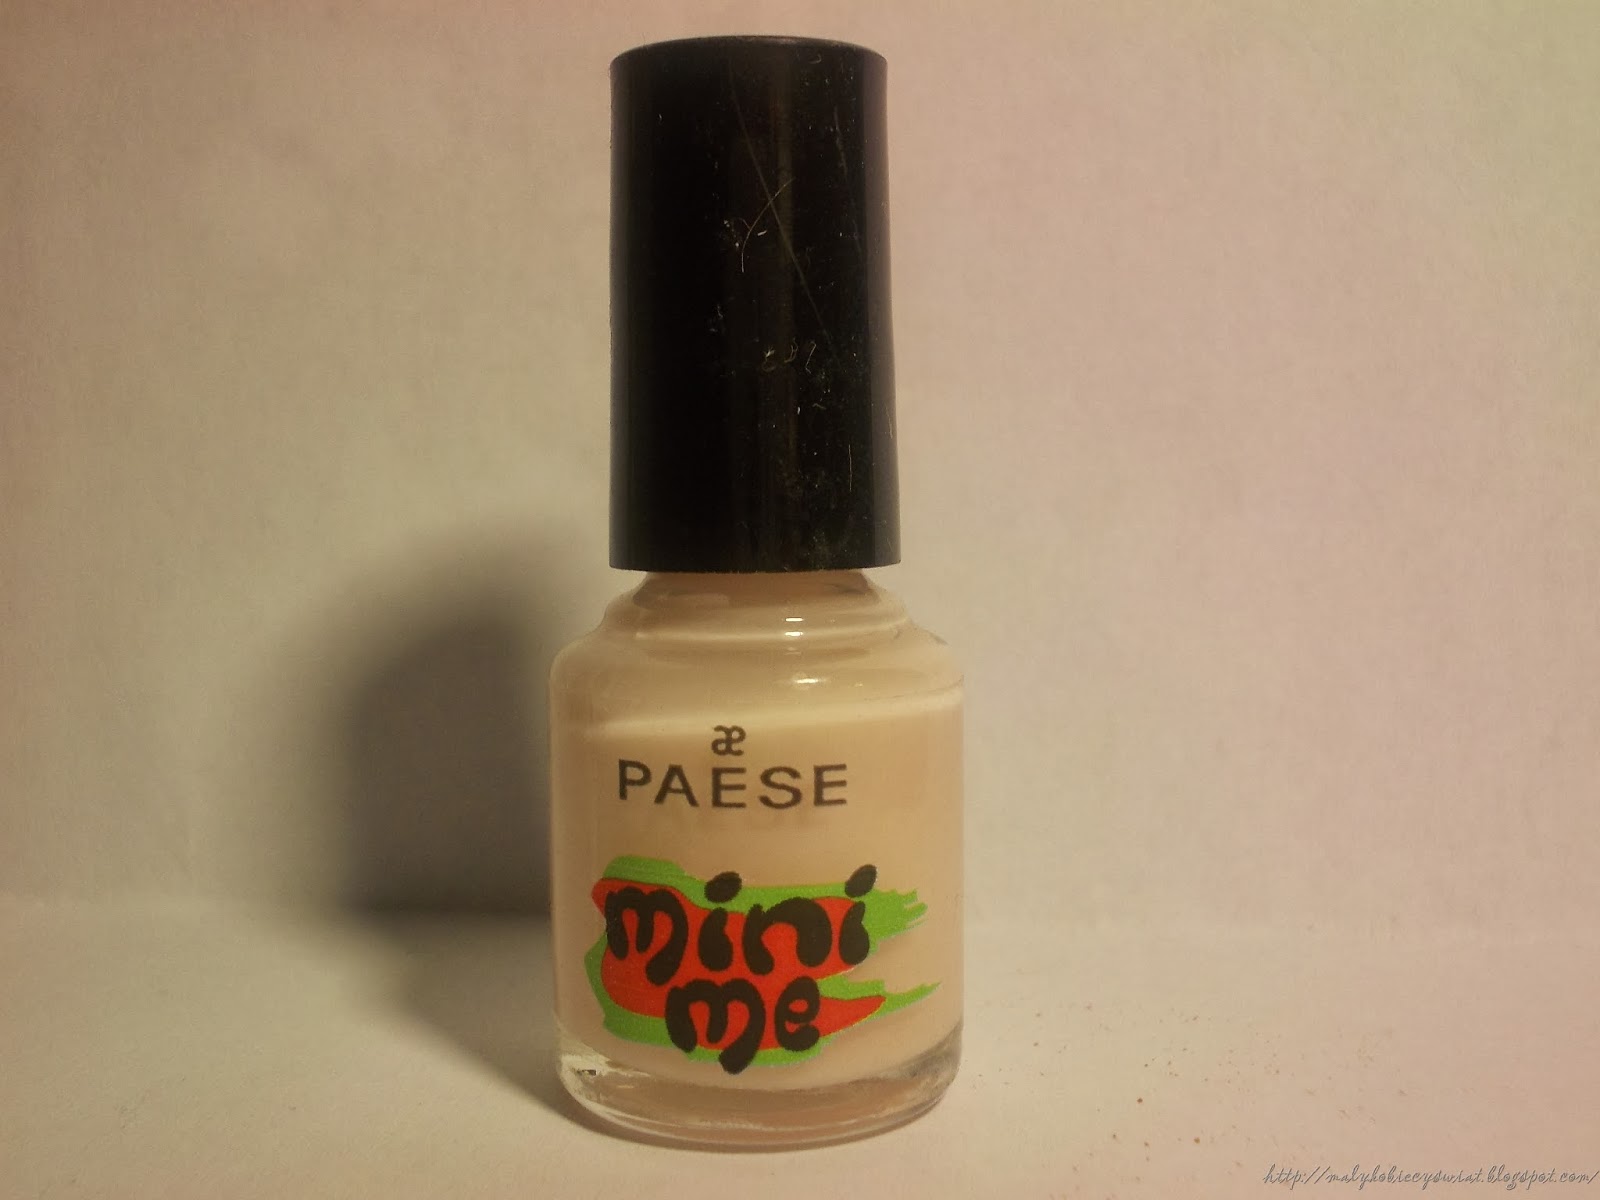 æ
PAESE
mini
me
http://malykobiecyswiat.blogspot.com/